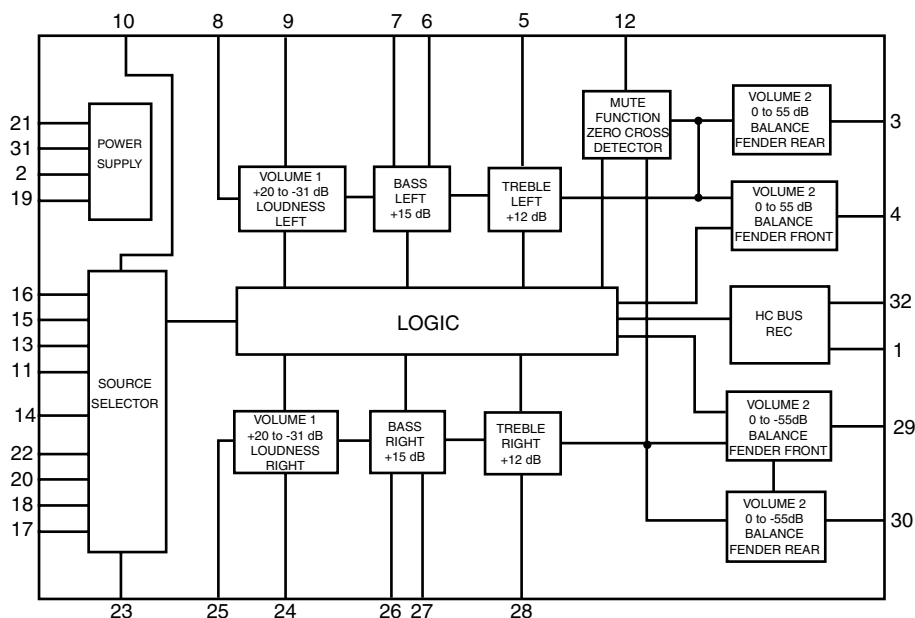 10
8
9
7
6
5
12
21
31
2
19
POWER
SUPPLY
VOLUME 1
+20 to -31 dB
LOUDNESS
LEFT
BASS
LEFT
+15 dB
TREBLE
LEFT
+12 dB
MUTE
FUNCTION
ZERO CROSS
DETECTOR
VOLUME 2
0 to 55 dB
BALANCE
FENDER REAR
3
VOLUME 2
0 to 55 dB
BALANCE
FENDER FRONT
4
16
15
13
11
14
22
20
18
17
SOURCE
SELECTOR
LOGIC
HC BUS
REC
32
1
VOLUME 1
+20 to -31 dB
LOUDNESS
RIGHT
BASS
RIGHT
+15 dB
TREBLE
RIGHT
+12 dB
VOLUME 2
0 to -55dB
BALANCE
FENDER FRONT
29
VOLUME 2
0 to -55dB
BALANCE
FENDER REAR
30
23
25
24
26
27
28